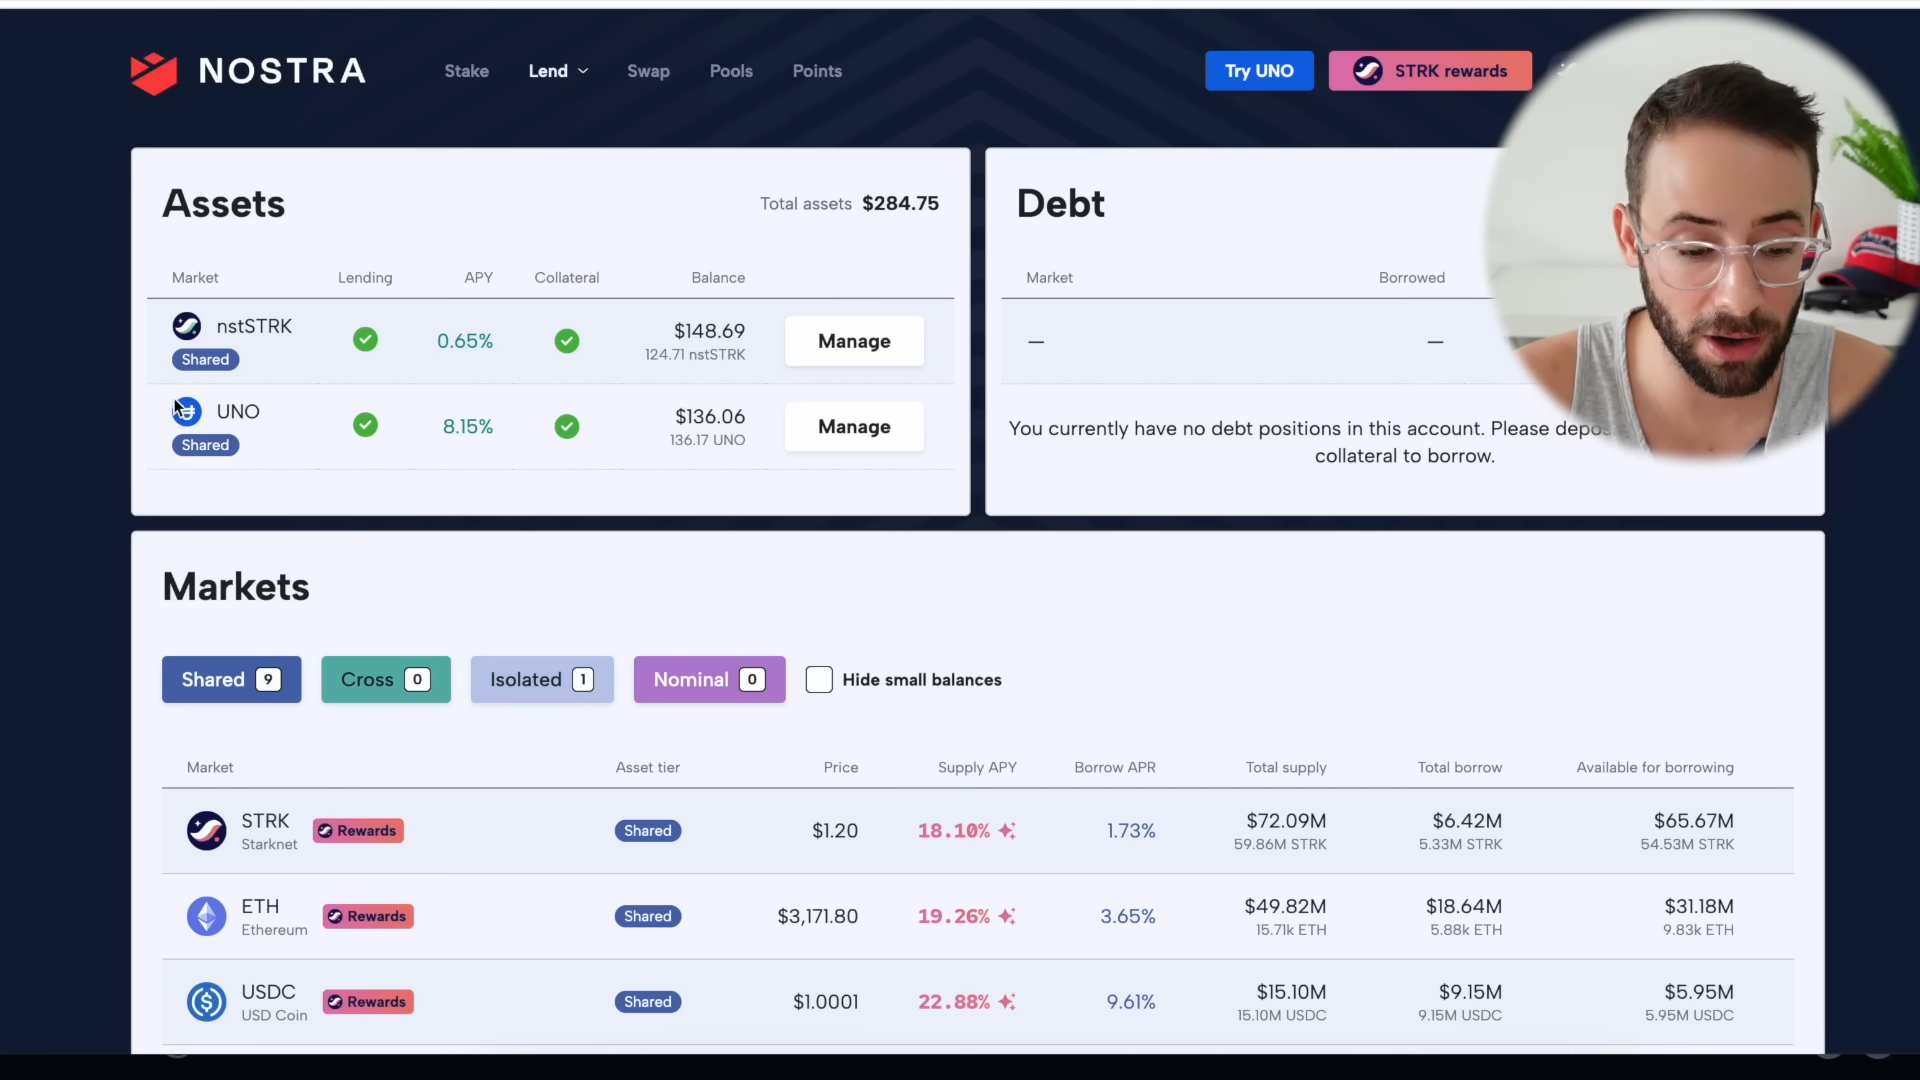 NOSTRA
Stake
Lend
Swap
Pools
Points
Try UNO
STRK rewards
Assets
Total assets $284.75
Market Lending APY Collateral Balance
nstSTRK
Shared
0.65%
$148.69
124.71 nstSTRK
Manage
UNO
Shared
8.15%
$136.06
136.17 UNO
Manage
Debt
Market Borrowed
— —
You currently have no debt positions in this account. Please
collateral to borrow.
Markets
Shared 9
Cross 0
Isolated 1
Nominal 0
Hide small balances
Market Asset tier Price Supply APY Borrow APR Total supply Total borrow Available for borrowing
STRK
Starknet
Rewards
Shared
$1.20
18.10%
1.73%
$72.09M
59.86M STRK
$6.42M
5.33M STRK
$65.67M
54.53M STRK
ETH
Ethereum
Rewards
Shared
$3,171.80
19.26%
3.65%
$49.82M
15.71k ETH
$18.64M
5.88k ETH
$31.18M
9.83k ETH
USDC
USD Coin
Rewards
Shared
$1.0001
22.88%
9.61%
$15.10M
15.10M USDC
$9.15M
9.15M USDC
$5.95M
5.95M USDC